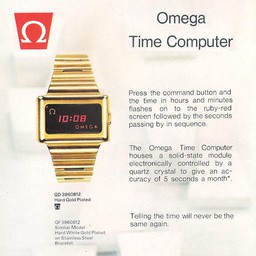 Omega
Time Computer
Ω
10:08
OMEGA
Press the command button and
the time in hours and minutes
flashes on to the ruby-red
screen followed by the seconds
passing by in sequence.
The Omega Time Computer
houses a solid-state module
electronically controlled by a
quartz crystal to give an ac-
curacy of 5 seconds a month*.
QD 3960812
Hard Gold Plated
QF 3960812
Similar Model
Hard White Gold Plated
on Stainless Steel
Bracelet.
Telling the time will never be the
same again.